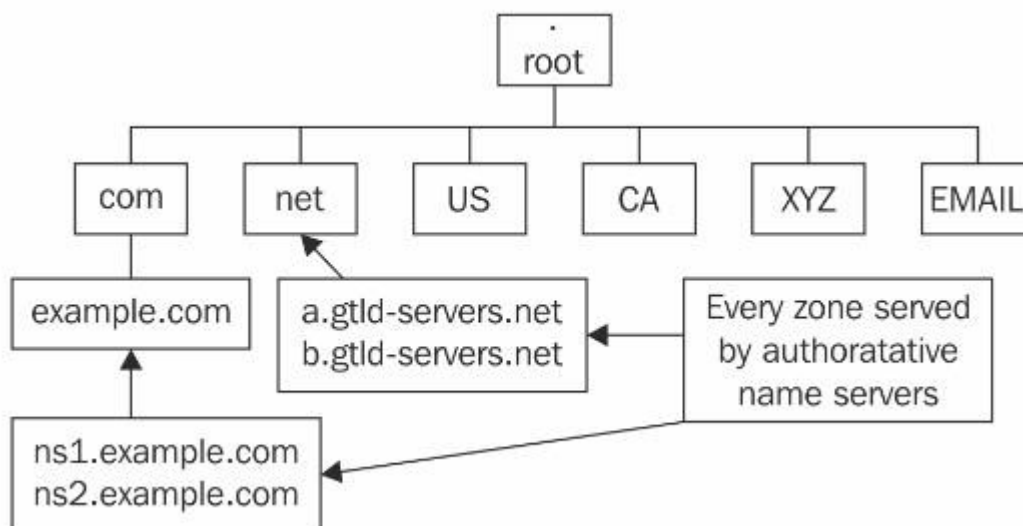 .
root
com
net
US
CA
XYZ
EMAIL
example.com
a.gtld-servers.net
b.gtld-servers.net
Every zone served
by authoratative
name servers
ns1.example.com
ns2.example.com